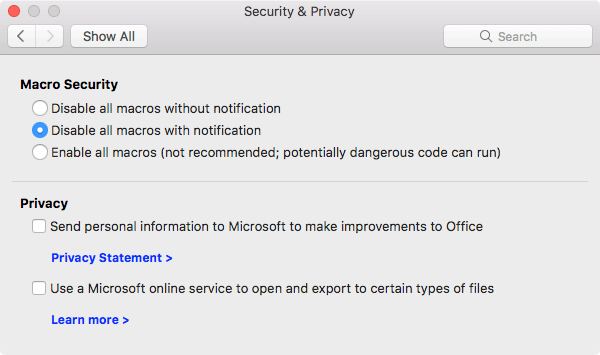 Security & Privacy
Show All
Search
Macro Security
Disable all macros without notification
Disable all macros with notification
Enable all macros (not recommended; potentially dangerous code can run)
Privacy
Send personal information to Microsoft to make improvements to Office
Privacy Statement >
Use a Microsoft online service to open and export to certain types of files
Learn more >